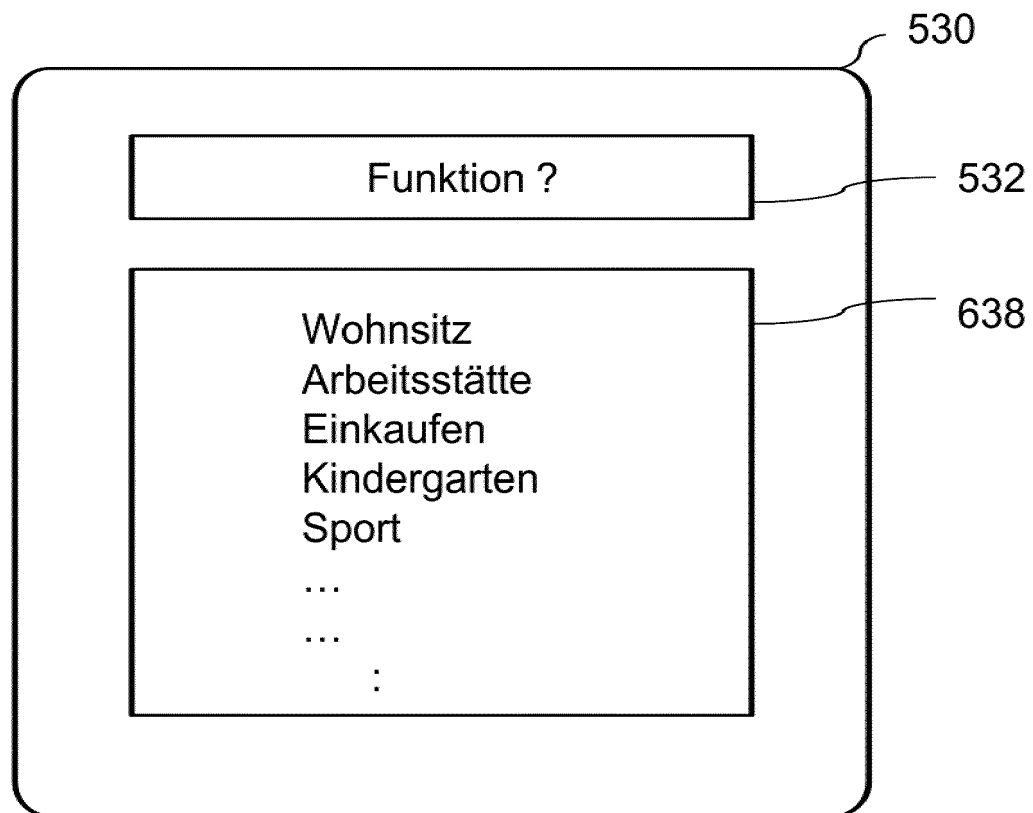 530
Funktion ?
532
638
Wohnsitz
Arbeitsstätte
Einkaufen
Kindergarten
Sport
...
...
: